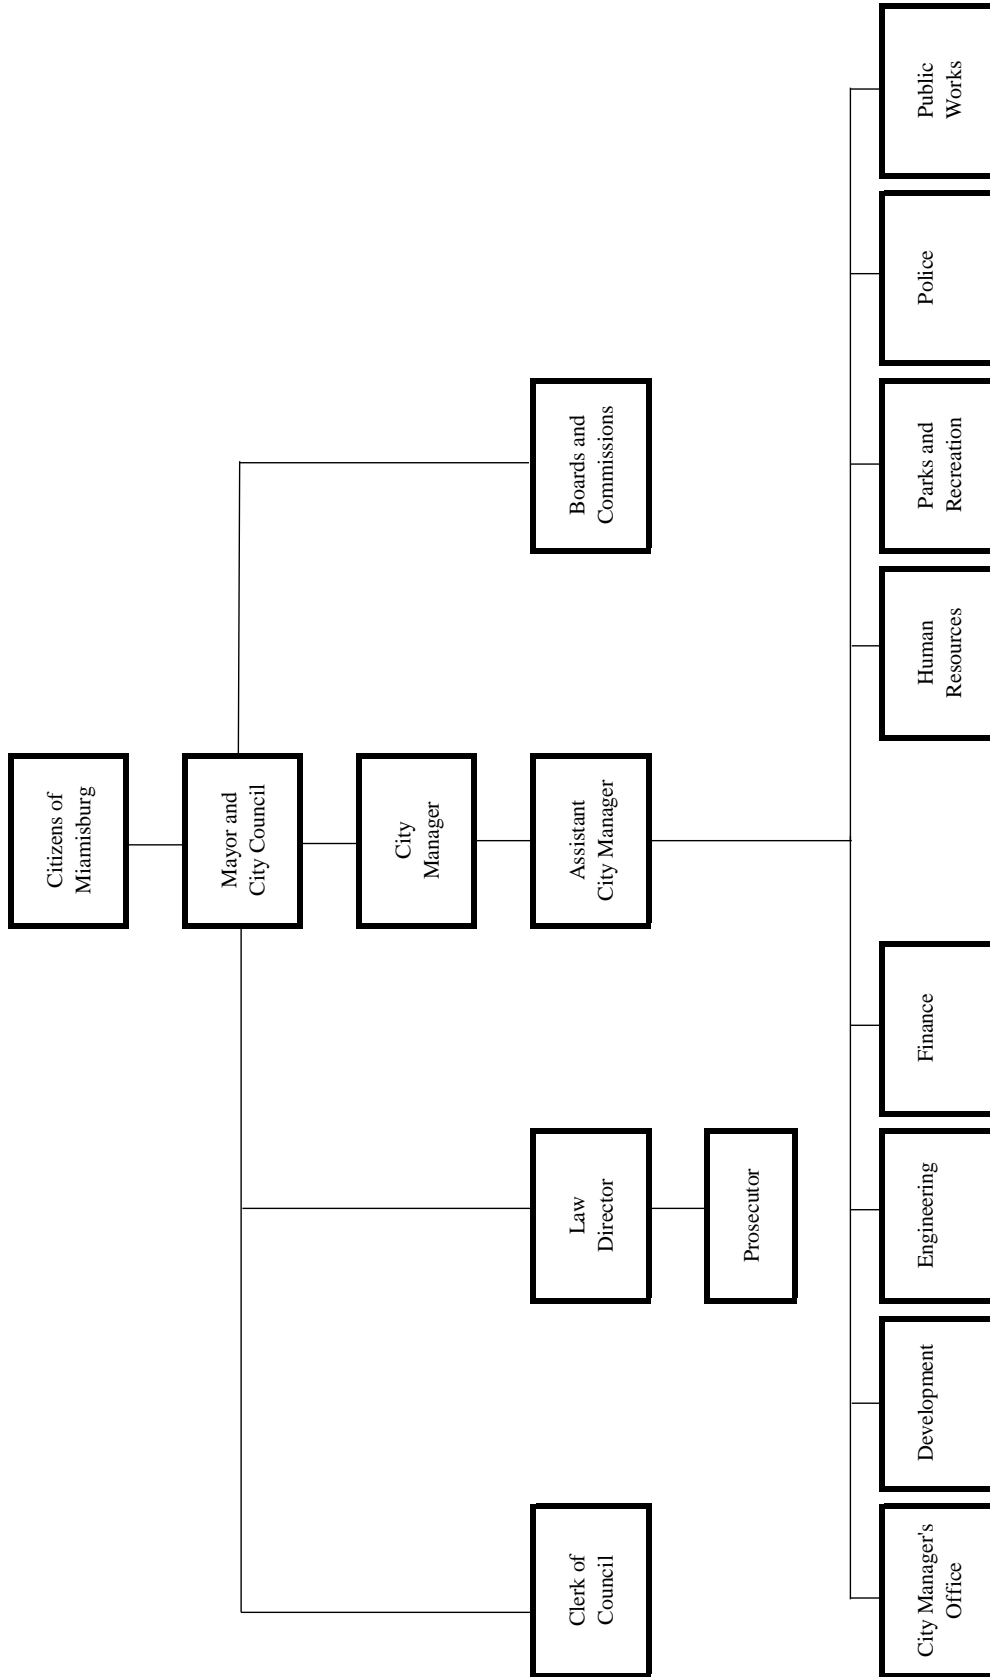 Citizens of
Miamisburg
Mayor and
City Council
City
Manager
Clerk of
Council
Law
Director
Assistant
City Manager
Boards and
Commissions
Prosecutor
City Manager's
Office
Development
Engineering
Finance
Human
Resources
Parks and
Recreation
Police
Public
Works